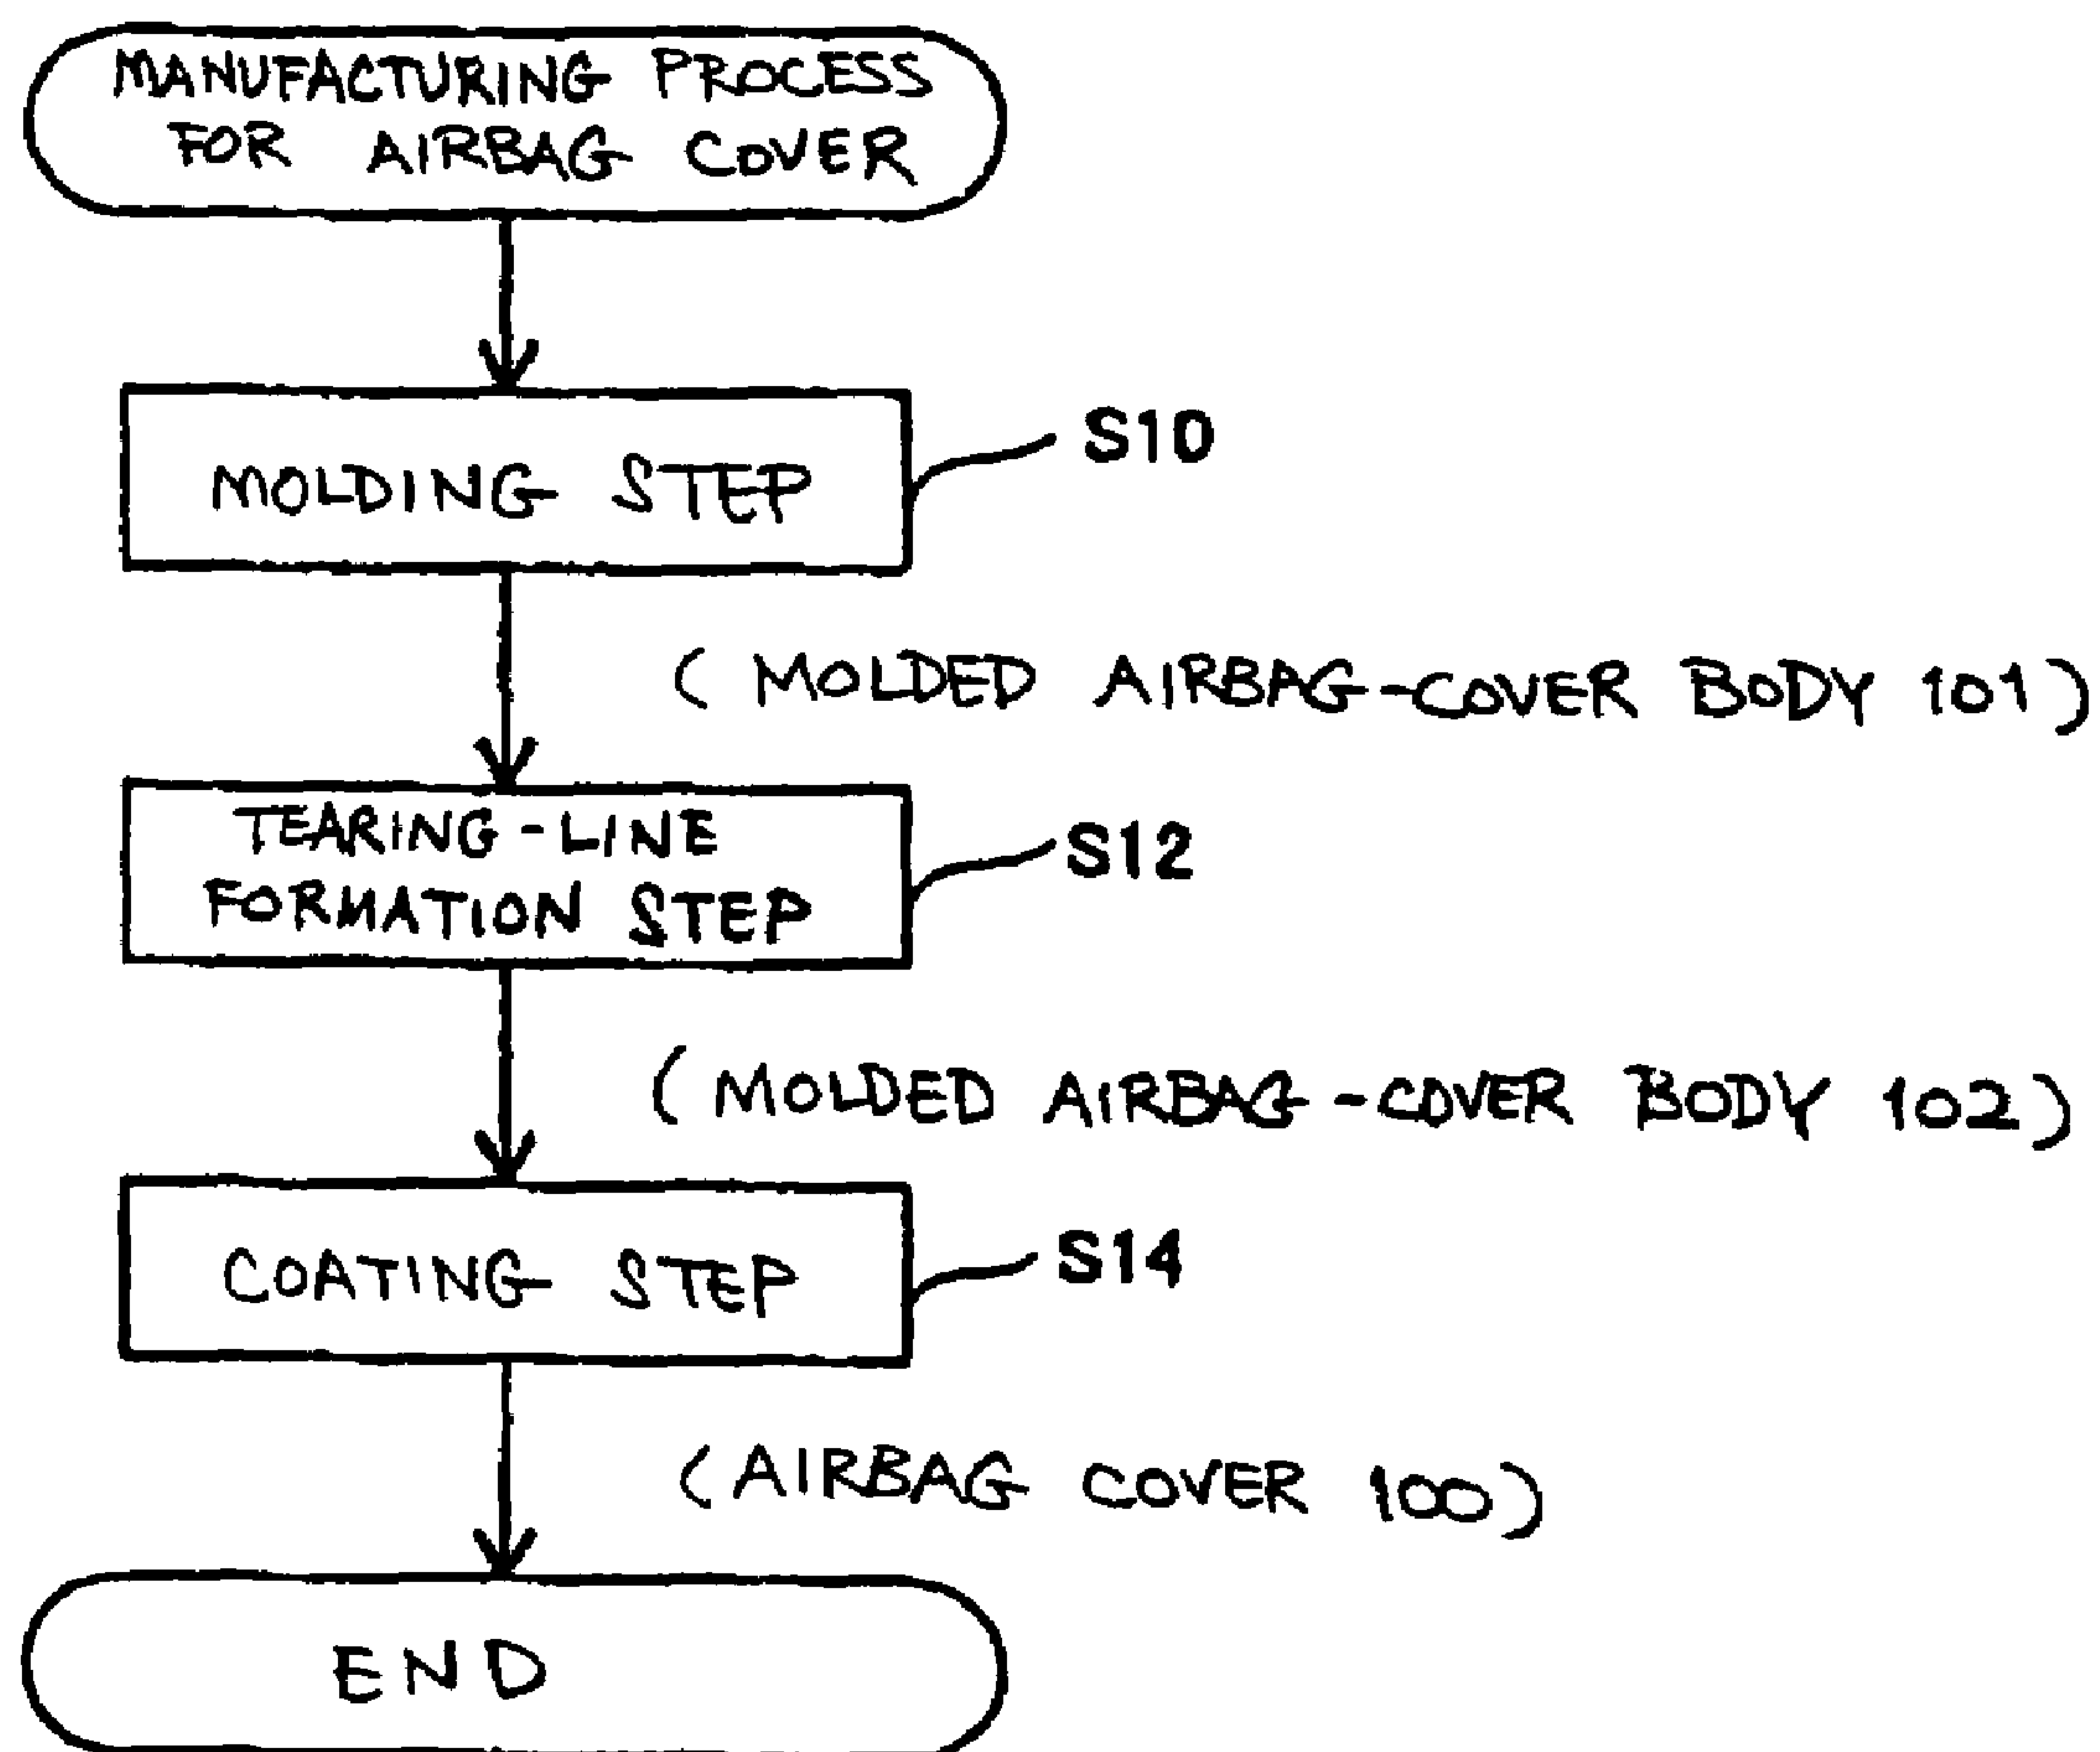 MANUFACTURING PROCESS
FOR AIRBAG COVER
MOLDING STEP
S10
(MOLDED AIRBAG-COVER BODY 101)
TEARING-LINE
FORMATION STEP
S12
(MOLDED AIRBAG-COVER BODY 102)
COATING STEP
S14
(AIRBAG COVER 100)
END